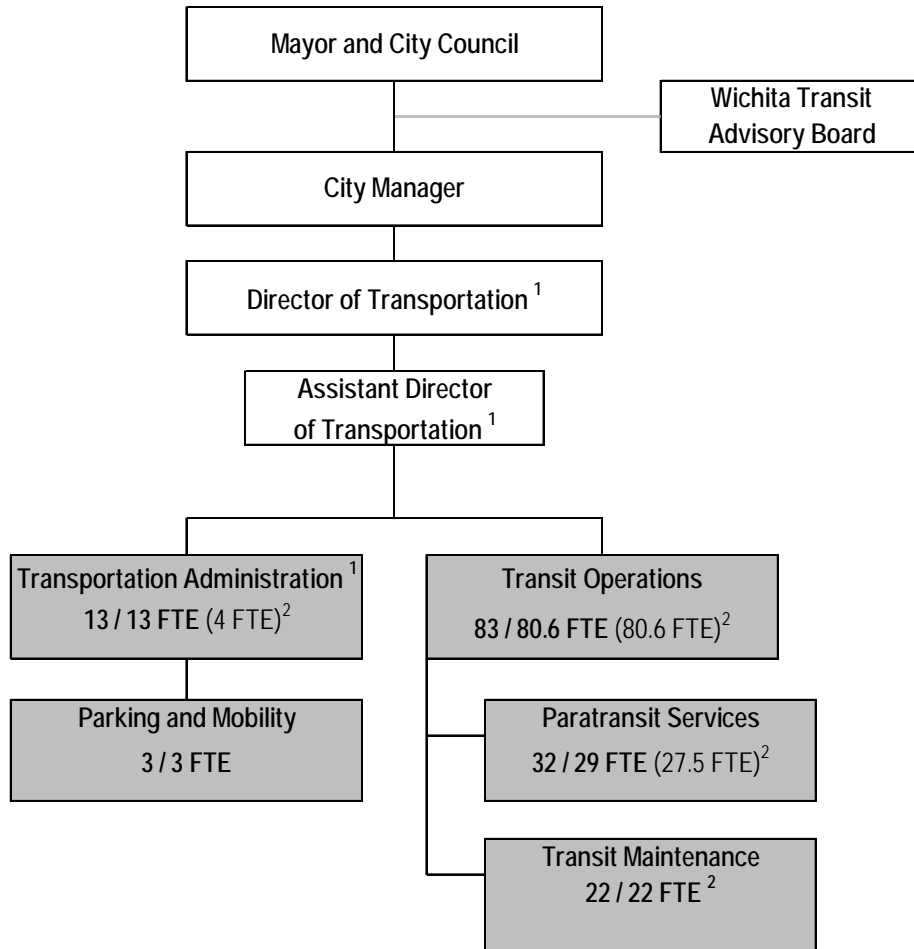 Mayor and City Council
Wichita Transit
Advisory Board
City Manager
Director of Transportation ¹
Assistant Director
of Transportation ¹
Transportation Administration ¹
13 / 13 FTE (4 FTE)²
Transit Operations
83 / 80.6 FTE (80.6 FTE)²
Parking and Mobility
3 / 3 FTE
Paratransit Services
32 / 29 FTE (27.5 FTE)²
Transit Maintenance
22 / 22 FTE ²